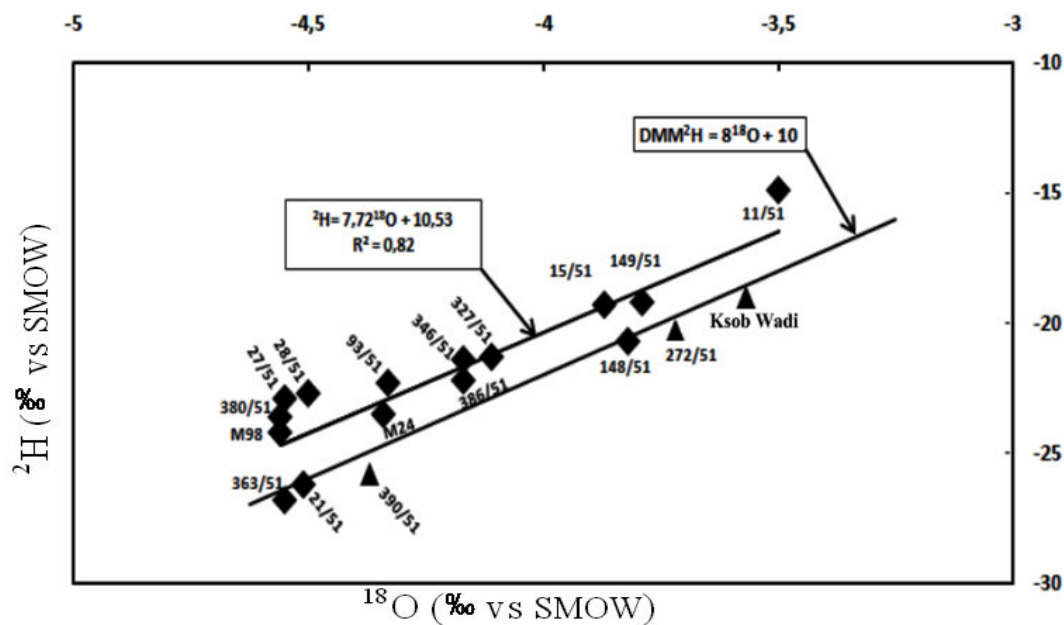 -5 -4,5 -4 -3,5 -3
-10
DMM²H = 8¹⁸O + 10
-15
11/51
²H= 7,72¹⁸O + 10,53
R² = 0,82
15/51
149/51
-20
Ksob Wadi
272/51
148/51
327/51
346/51
386/51
93/51
M24
28/51
27/51
380/51
M98
-25
363/51
21/51
390/51
-30
²H (‰ vs SMOW)
¹⁸O (‰ vs SMOW)